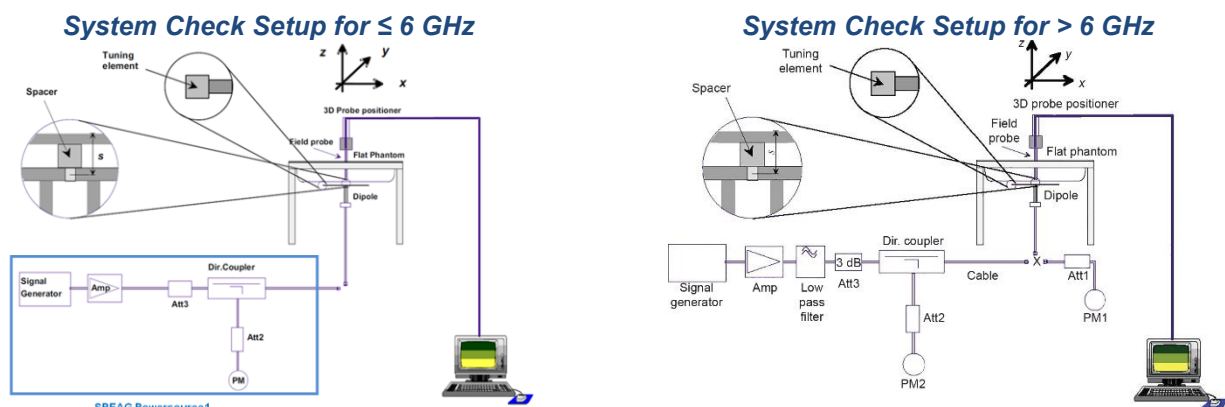 System Check Setup for ≤ 6 GHz
z
y
x
Tuning
element
Spacer
s
3D Probe positioner
Field probe
Flat Phantom
Dipole
Signal
Generator
Amp
Att3
Dir.Coupler
Att2
PM
SPEAG Powersource1
System Check Setup for > 6 GHz
z
y
x
Tuning
element
Spacer
s
3D probe positioner
Field
probe
Flat phantom
Dipole
Signal
generator
Amp
Low
pass
filter
3 dB
Att3
Dir. coupler
Cable
X
Att1
PM1
Att2
PM2